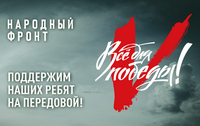 НАРОДНЫЙ
ФРОНТ
Всё для
победы!
ПОДДЕРЖИМ
НАШИХ РЕБЯТ
НА ПЕРЕДОВОЙ!